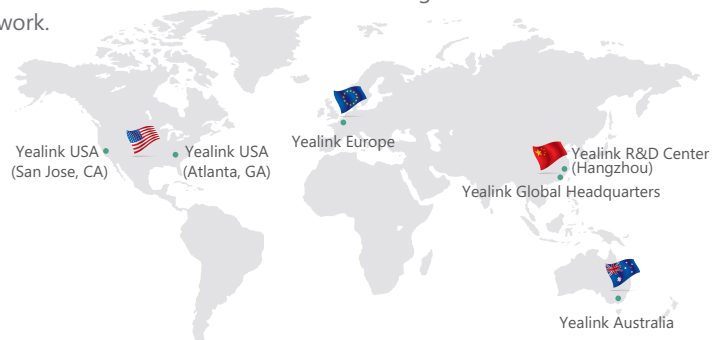 work.
Yealink Europe
Yealink USA
(San Jose, CA)
Yealink USA
(Atlanta, GA)
Yealink R&D Center
(Hangzhou)
Yealink Global Headquarters
Yealink Australia